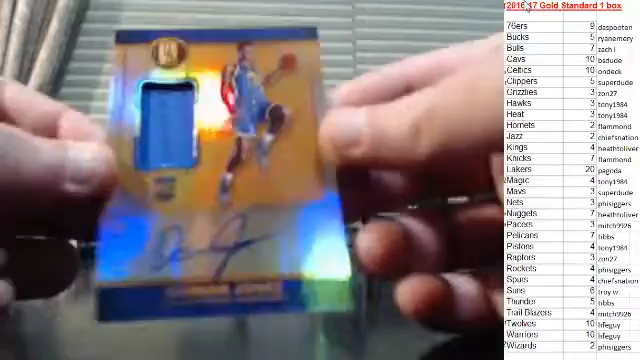 2016-17 Gold Standard 1 box
76ers 9 daspooten
Bucks 5 ryanemery
Bulls 7 zach l
Cavs 10 bsdude
Celtics 10 ondeck
Clippers 5 superdude
Grizzlies 3 zon27
Hawks 3 tony1984
Heat 3 tony1984
Hornets 2 flammond
Jazz 2 chiefsnation
Kings 4 heathtoliver
Knicks 7 flammond
Lakers 20 pagoda
Magic 4 tony1984
Mavs 3 superdude
Nets 3 phisiggers
Nuggets 7 heathtoliver
Pacers 3 mitch9926
Pelicans 7 tibbs
Pistons 4 tony1984
Raptors 3 zon27
Rockets 4 phisiggers
Spurs 4 chiefsnation
Suns 6 troy w.
Thunder 5 tibbs
Trail Blazers 4 mitch9926
Twolves 10 lifeguy
Warriors 10 lifeguy
Wizards 2 phisiggers